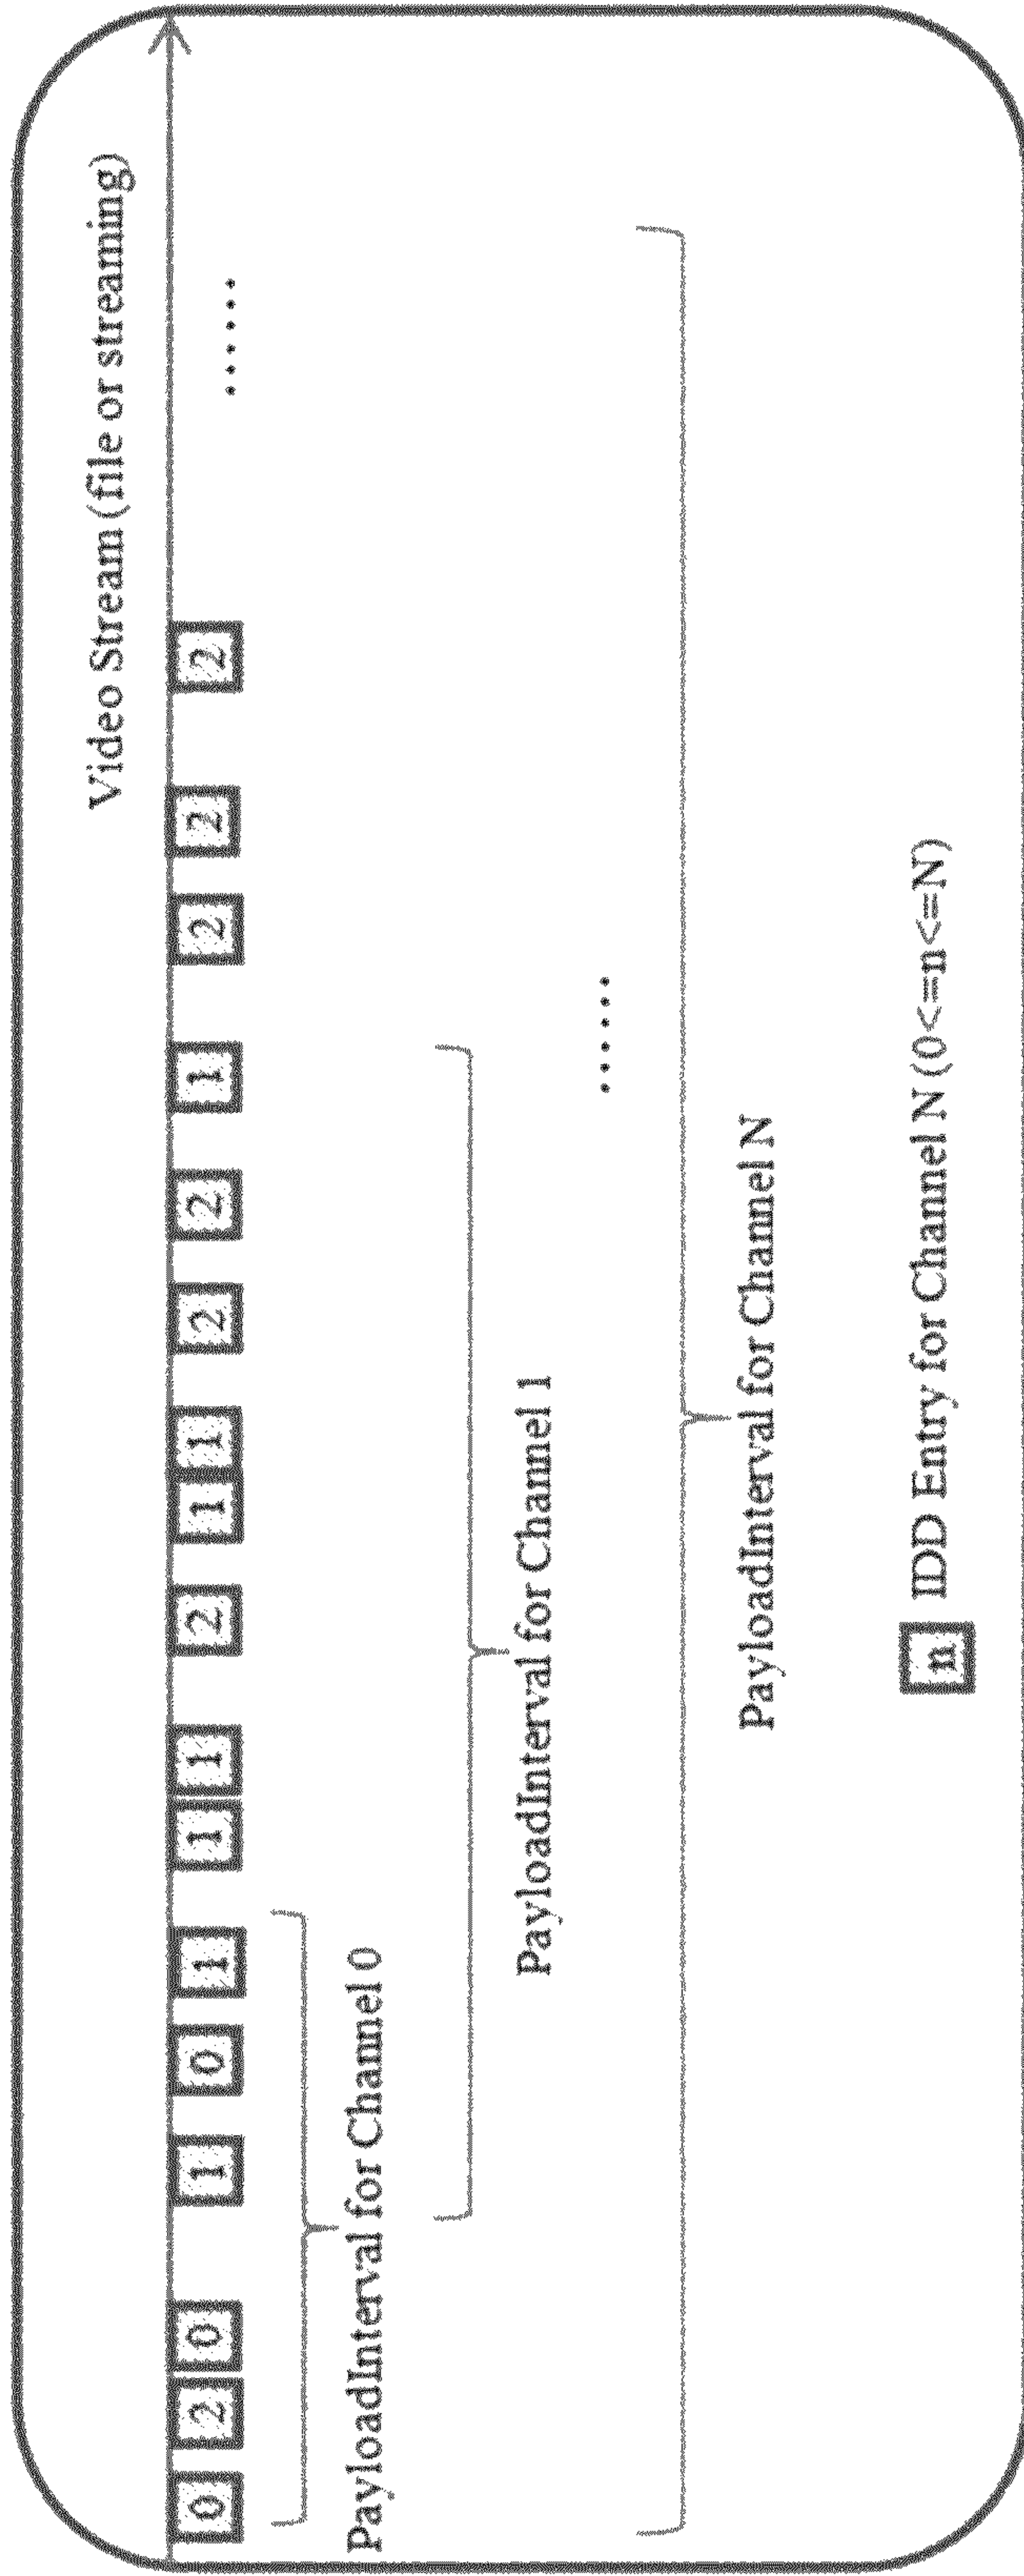 Video Stream (file or streaming)
0 2 0 1 0 1 1 1 2 1 1 2 2 1 2 2 2
......
PayloadInterval for Channel 0
PayloadInterval for Channel 1
......
PayloadInterval for Channel N
n IDD Entry for Channel N (0<=n<=N)